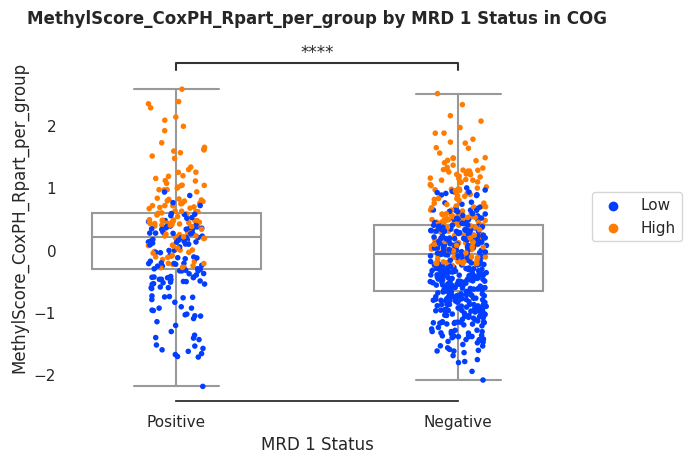 MethylScore_CoxPH_Rpart_per_group by MRD 1 Status in COG
****
MethylScore_CoxPH_Rpart_per_group
2
1
0
−1
−2
Low
High
Positive
Negative
MRD 1 Status